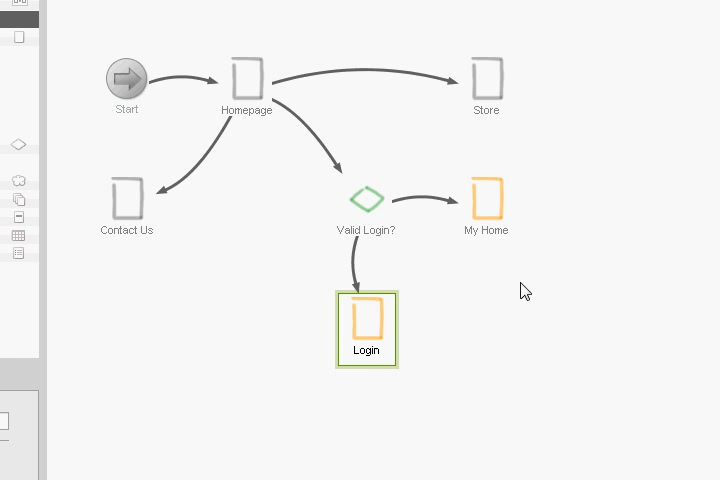 Start
Homepage
Store
Contact Us
Valid Login?
My Home
Login